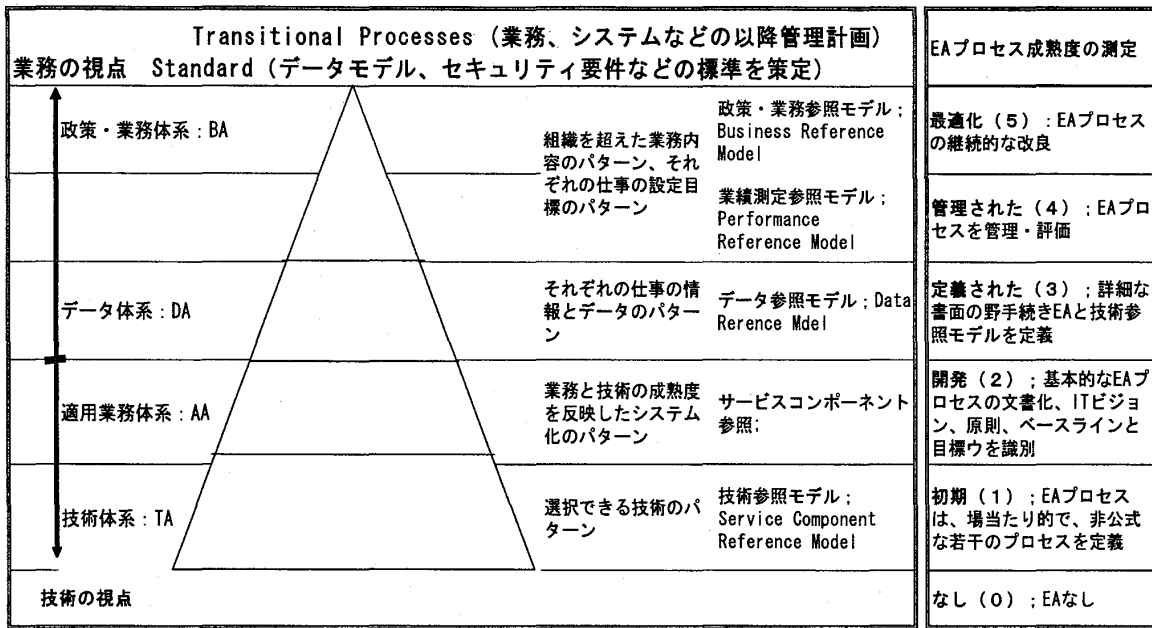 Transitional Processes (業務、システムなどの以降管理計画)
業務の視点 Standard (データモデル、セキュリティ要件などの標準を策定)
政策・業務体系:BA
組織を超えた業務内
容のパターン、それ
ぞれの仕事の設定目
標のパターン
政策・業務参照モデル;
Business Reference
Model
業績測定参照モデル;
Performance
Reference Model
データ体系:DA
それぞれの仕事の情
報とデータのパター
ン
データ参照モデル;Data
Rerence Mdel
適用業務体系:AA
業務と技術の成熟度
を反映したシステム
化のパターン
サービスコンポーネント
参照;
技術体系:TA
選択できる技術のパ
ターン
技術参照モデル;
Service Component
Reference Model
技術の視点
EAプロセス成熟度の測定
最適化(5);EAプロセス
の継続的な改良
管理された(4);EAプロ
セスを管理・評価
定義された(3);詳細な
書面の野手続きEAと技術参
照モデルを定義
開発(2);基本的なEAプ
ロセスの文書化、ITビジョ
ン、原則、ベースラインと
目標ウを識別
初期(1);EAプロセス
は、場当たり的で、非公式
な若干のプロセスを定義
なし(0);EAなし